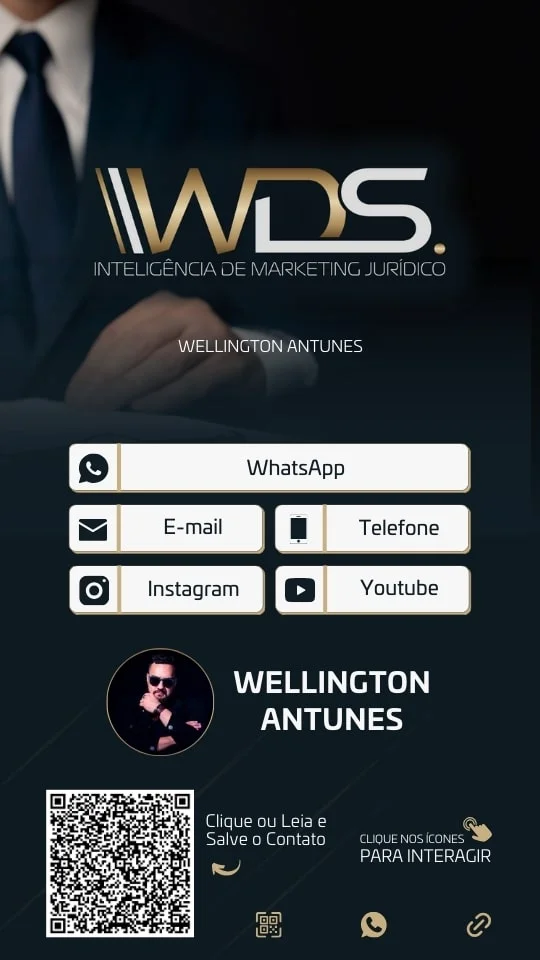 WDS.
INTELIGÊNCIA DE MARKETING JURÍDICO
WELLINGTON ANTUNES
WhatsApp
E-mail
Telefone
Instagram
Youtube
WELLINGTON
ANTUNES
Clique ou Leia e
Salve o Contato
CLIQUE NOS ÍCONES
PARA INTERAGIR